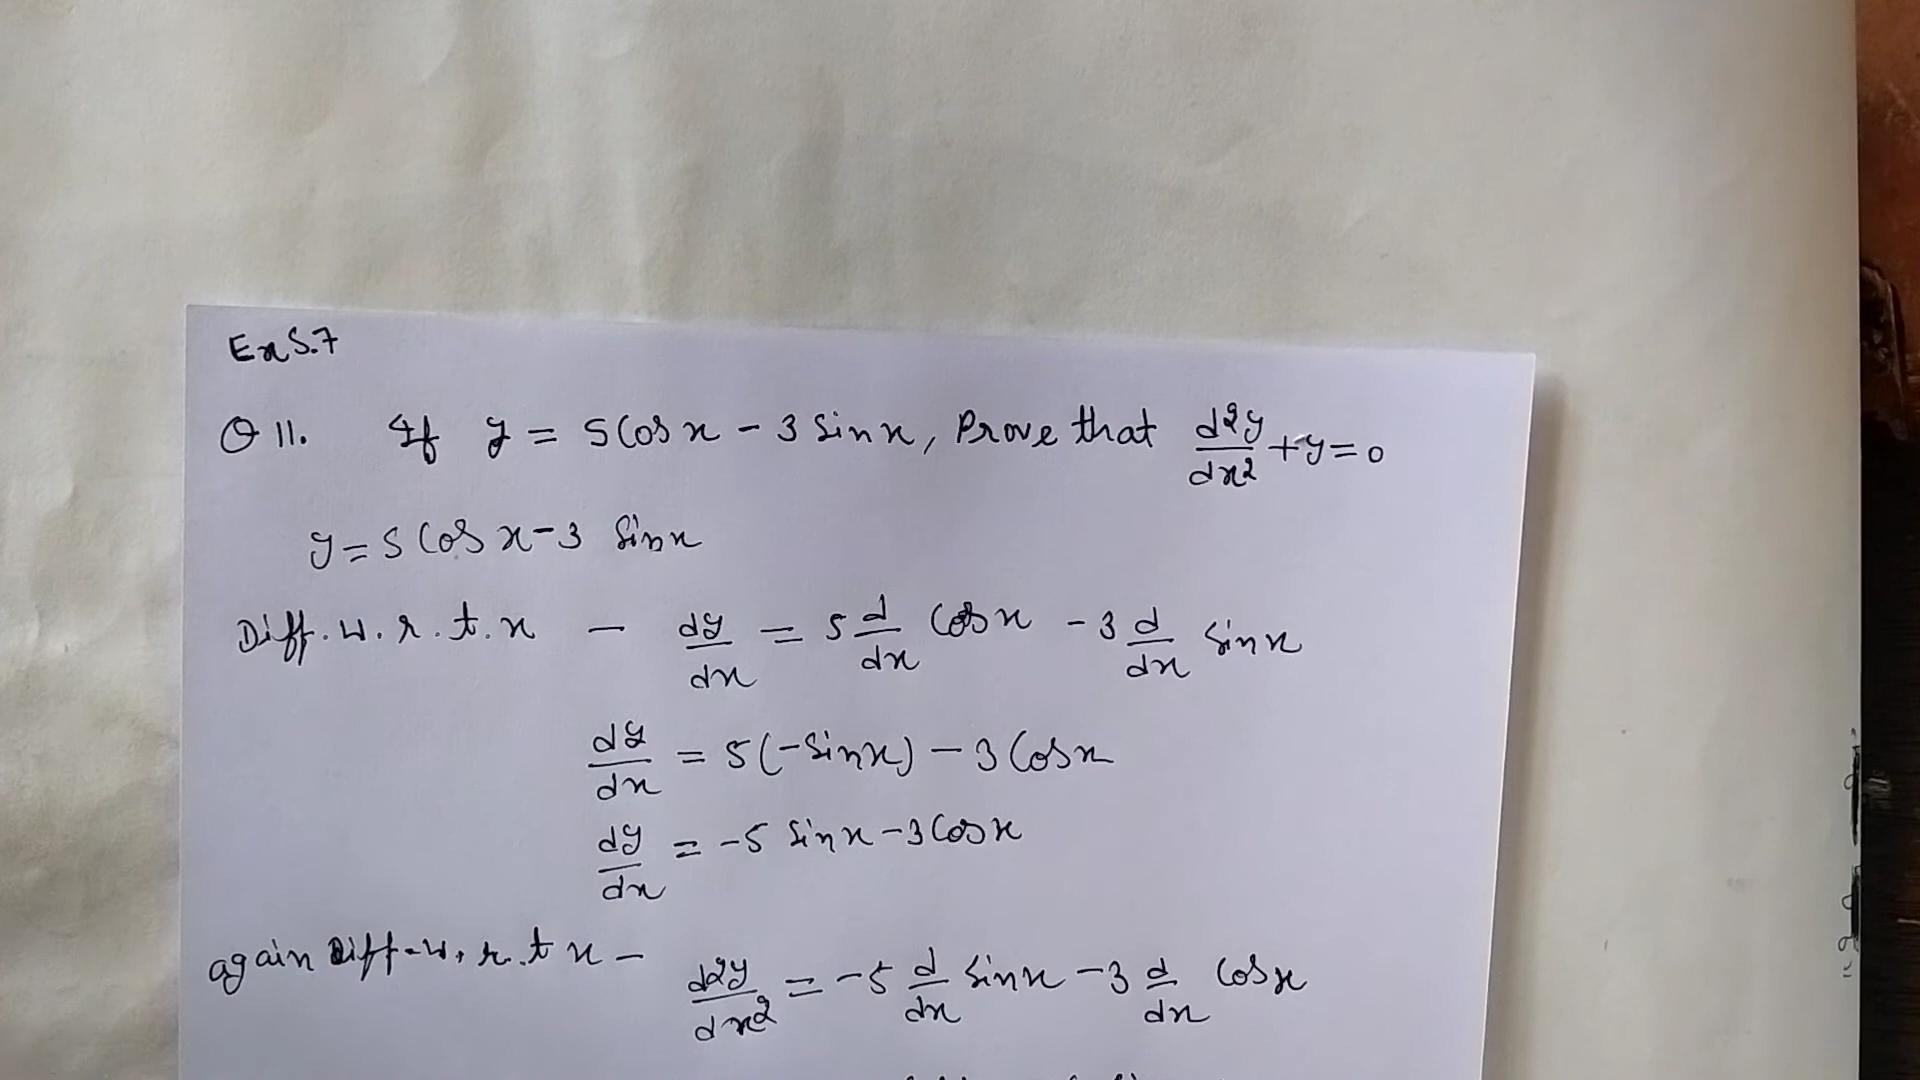 Ex 5.7
Q 11. If y = 5 Cos x - 3 Sin x, Prove that d²y/dx² + y = 0
y = 5 Cos x - 3 Sin x
Diff. w. r. t. x - dy/dx = 5 d/dx Cos x - 3 d/dx Sin x
dy/dx = 5(-Sin x) - 3 Cos x
dy/dx = -5 Sin x - 3 Cos x
again Diff. w. r. t x - d²y/dx² = -5 d/dx Sin x - 3 d/dx Cos x